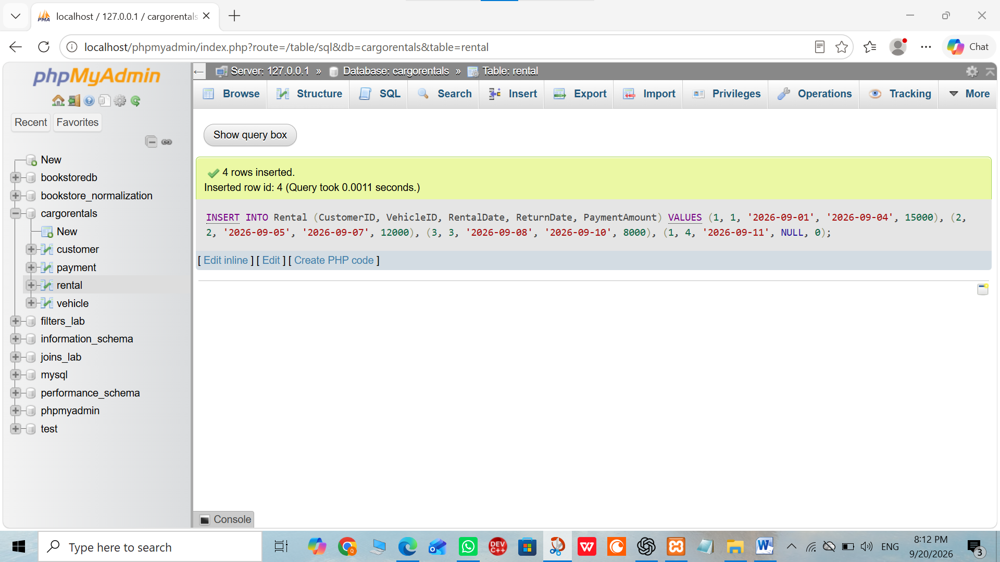 localhost / 127.0.0.1 / cargorentals
localhost/phpmyadmin/index.php?route=/table/sql&db=cargorentals&table=rental
Chat
phpMyAdmin
Recent
Favorites
New
bookstoredb
bookstore_normalization
cargorentals
New
customer
payment
rental
vehicle
filters_lab
information_schema
joins_lab
mysql
performance_schema
phpmyadmin
test
Server: 127.0.0.1 » Database: cargorentals » Table: rental
Browse
Structure
SQL
Search
Insert
Export
Import
Privileges
Operations
Tracking
More
Show query box
4 rows inserted.
Inserted row id: 4 (Query took 0.0011 seconds.)
INSERT INTO Rental (CustomerID, VehicleID, RentalDate, ReturnDate, PaymentAmount) VALUES (1, 1, '2026-09-01', '2026-09-04', 15000), (2,
2, '2026-09-05', '2026-09-07', 12000), (3, 3, '2026-09-08', '2026-09-10', 8000), (1, 4, '2026-09-11', NULL, 0);
[ Edit inline ] [ Edit ] [ Create PHP code ]
Console
Type here to search
DEV
C++
ENG
8:12 PM
9/20/2026
3